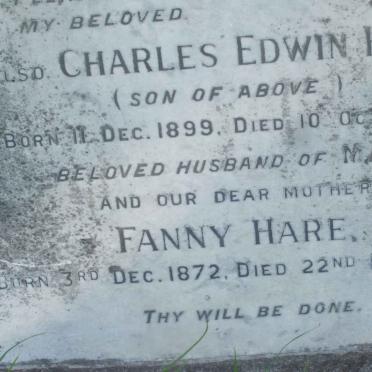 MY BELOVED
ALSO CHARLES EDWIN
( SON OF ABOVE )
BORN 11 DEC. 1899, DIED 10 OC
BELOVED HUSBAND OF
AND OUR DEAR MOTHER
FANNY HARE.
BORN 3RD DEC. 1872, DIED 22ND
THY WILL BE DONE.